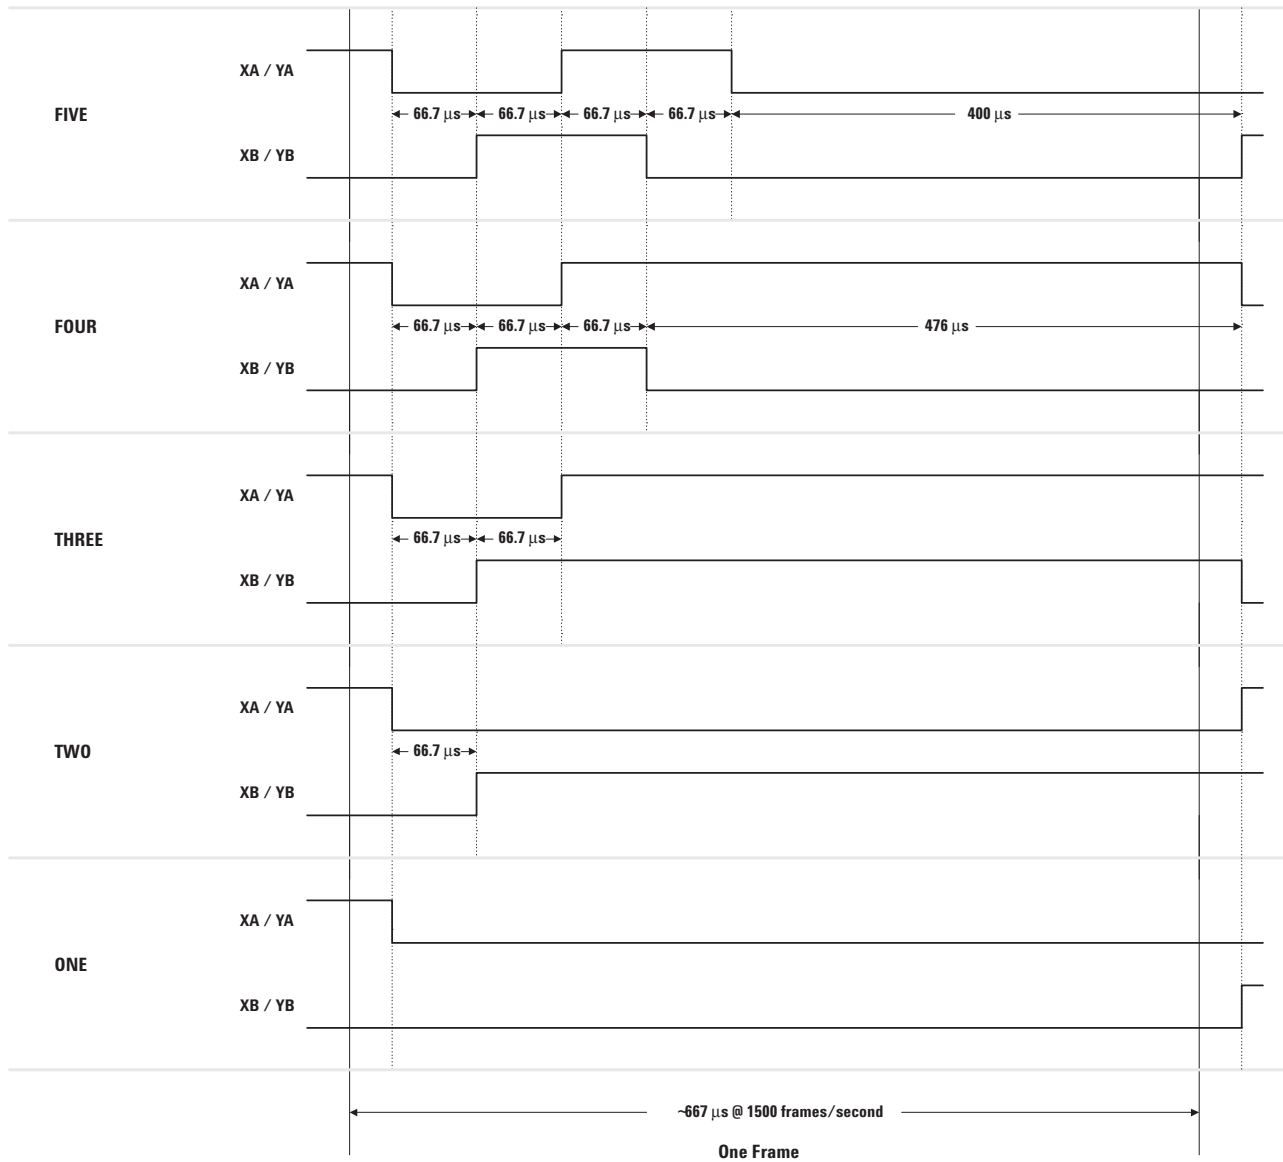 XA / YA
FIVE
66.7 μs 66.7 μs 66.7 μs 66.7 μs 400 μs
XB / YB
XA / YA
FOUR
66.7 μs 66.7 μs 66.7 μs 476 μs
XB / YB
XA / YA
THREE
66.7 μs 66.7 μs
XB / YB
XA / YA
TWO
66.7 μs
XB / YB
XA / YA
ONE
XB / YB
~667 μs @ 1500 frames/second
One Frame